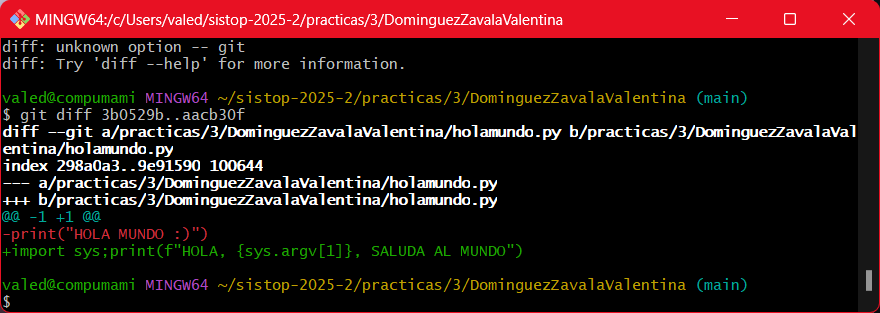 MINGW64:/c/Users/valed/sistop-2025-2/practicas/3/DominguezZavalaValentina
diff: unknown option -- git
diff: Try 'diff --help' for more information.
valed@compumami MINGW64 ~/sistop-2025-2/practicas/3/DominguezZavalaValentina (main)
$ git diff 3b0529b..aacb30f
diff --git a/practicas/3/DominguezZavalaValentina/holamundo.py b/practicas/3/DominguezZavalaVal
entina/holamundo.py
index 298a0a3..9e91590 100644
--- a/practicas/3/DominguezZavalaValentina/holamundo.py
+++ b/practicas/3/DominguezZavalaValentina/holamundo.py
@@ -1 +1 @@
-print("HOLA MUNDO :)")
+import sys;print(f"HOLA, {sys.argv[1]}, SALUDA AL MUNDO")
valed@compumami MINGW64 ~/sistop-2025-2/practicas/3/DominguezZavalaValentina (main)
$